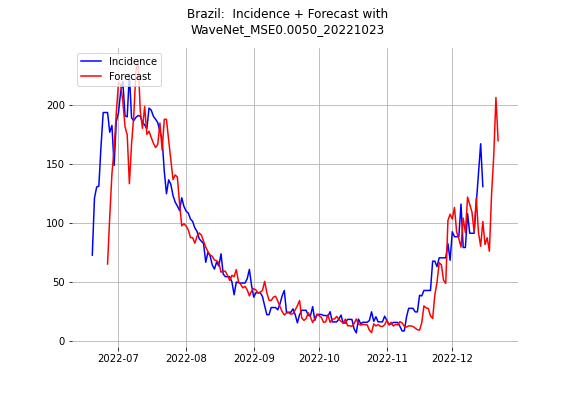 Brazil:  Incidence + Forecast with
WaveNet_MSE0.0050_20221023
Incidence
Forecast
200
150
100
50
0
2022-07
2022-08
2022-09
2022-10
2022-11
2022-12